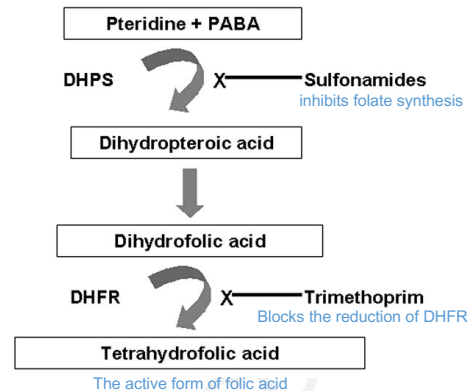 Pteridine + PABA
DHPS
X
Sulfonamides
inhibits folate synthesis
Dihydropteroic acid
Dihydrofolic acid
DHFR
X
Trimethoprim
Blocks the reduction of DHFR
Tetrahydrofolic acid
The active form of folic acid